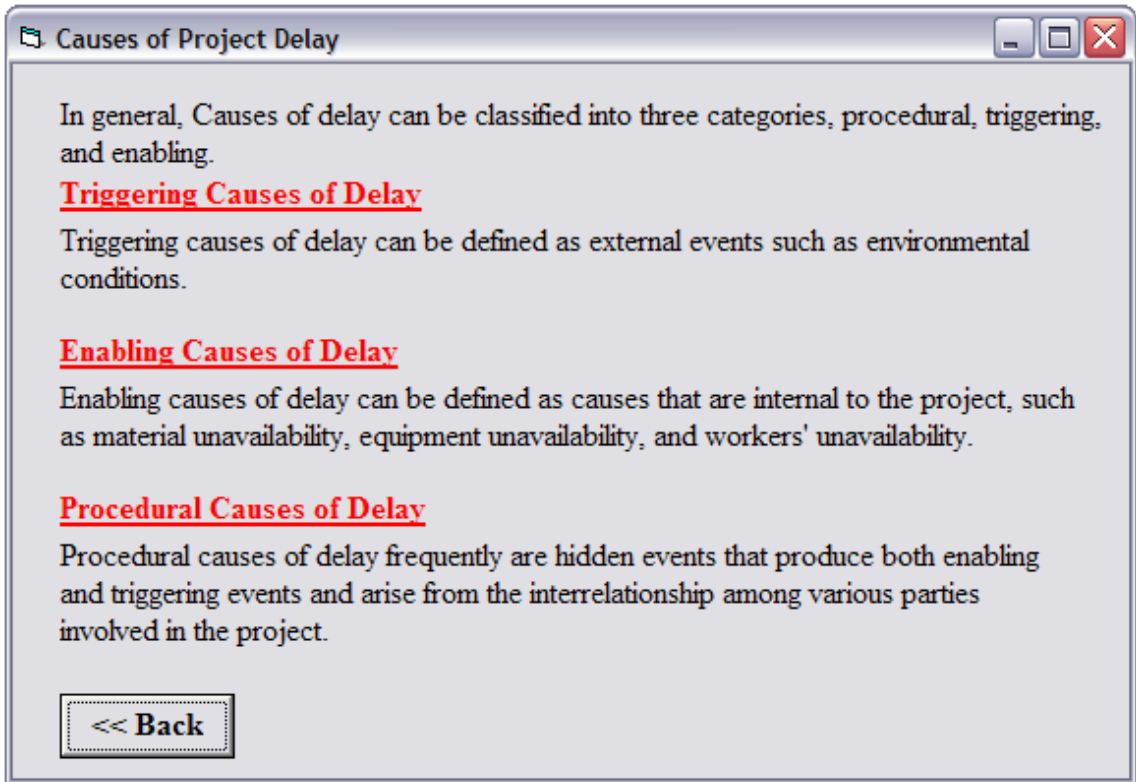 Causes of Project Delay
In general, Causes of delay can be classified into three categories, procedural, triggering,
and enabling.
Triggering Causes of Delay
Triggering causes of delay can be defined as external events such as environmental
conditions.
Enabling Causes of Delay
Enabling causes of delay can be defined as causes that are internal to the project, such
as material unavailability, equipment unavailability, and workers' unavailability.
Procedural Causes of Delay
Procedural causes of delay frequently are hidden events that produce both enabling
and triggering events and arise from the interrelationship among various parties
involved in the project.
<< Back